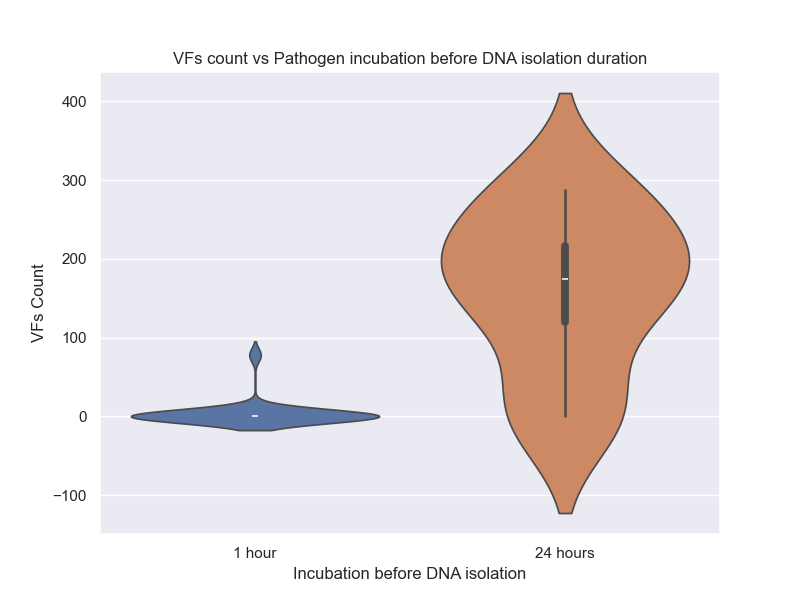 VFs count vs Pathogen incubation before DNA isolation duration
400
300
200
100
0
−100
VFs Count
1 hour
24 hours
Incubation before DNA isolation